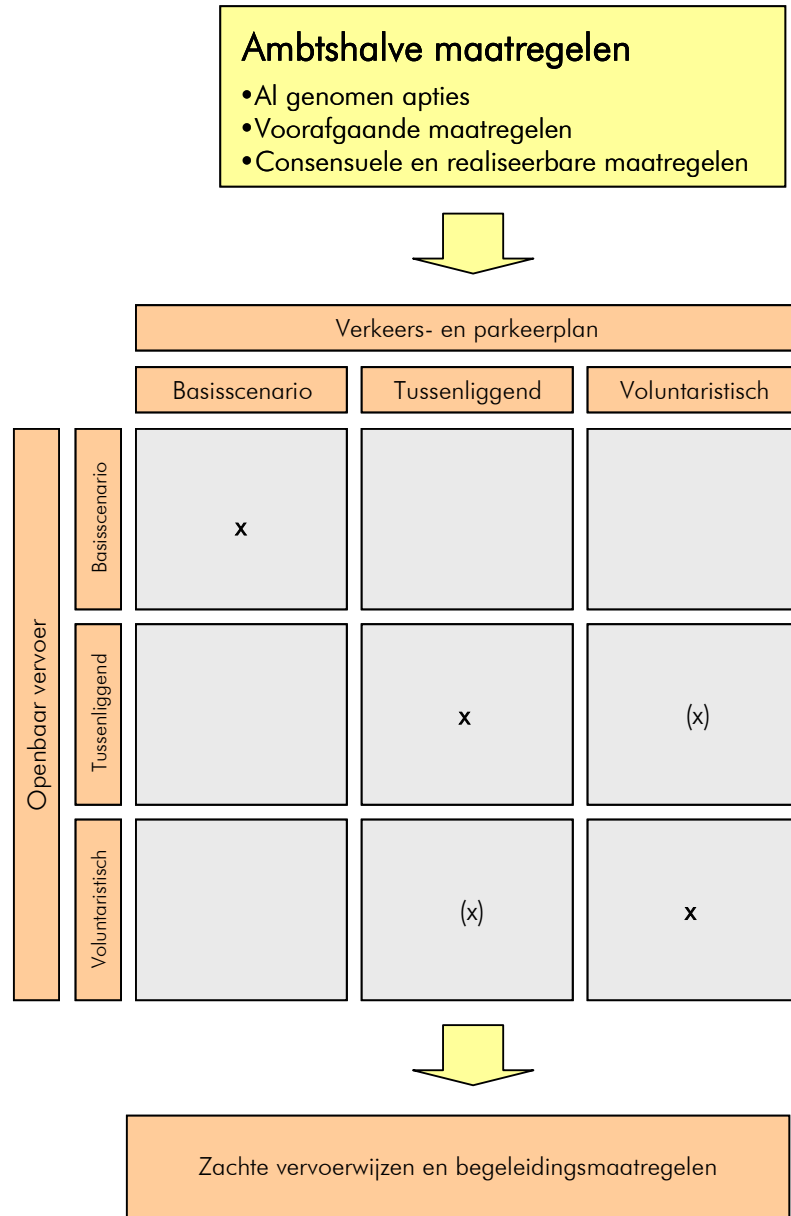 Ambtshalve maatregelen
•Al genomen apties
•Voorafgaande maatregelen
•Consensuele en realiseerbare maatregelen
Verkeers- en parkeerplan
Basisscenario
Tussenliggend
Voluntaristisch
Openbaar vervoer
Basisscenario
x
Tussenliggend
x
(x)
Voluntaristisch
(x)
x
Zachte vervoerwijzen en begeleidingsmaatregelen